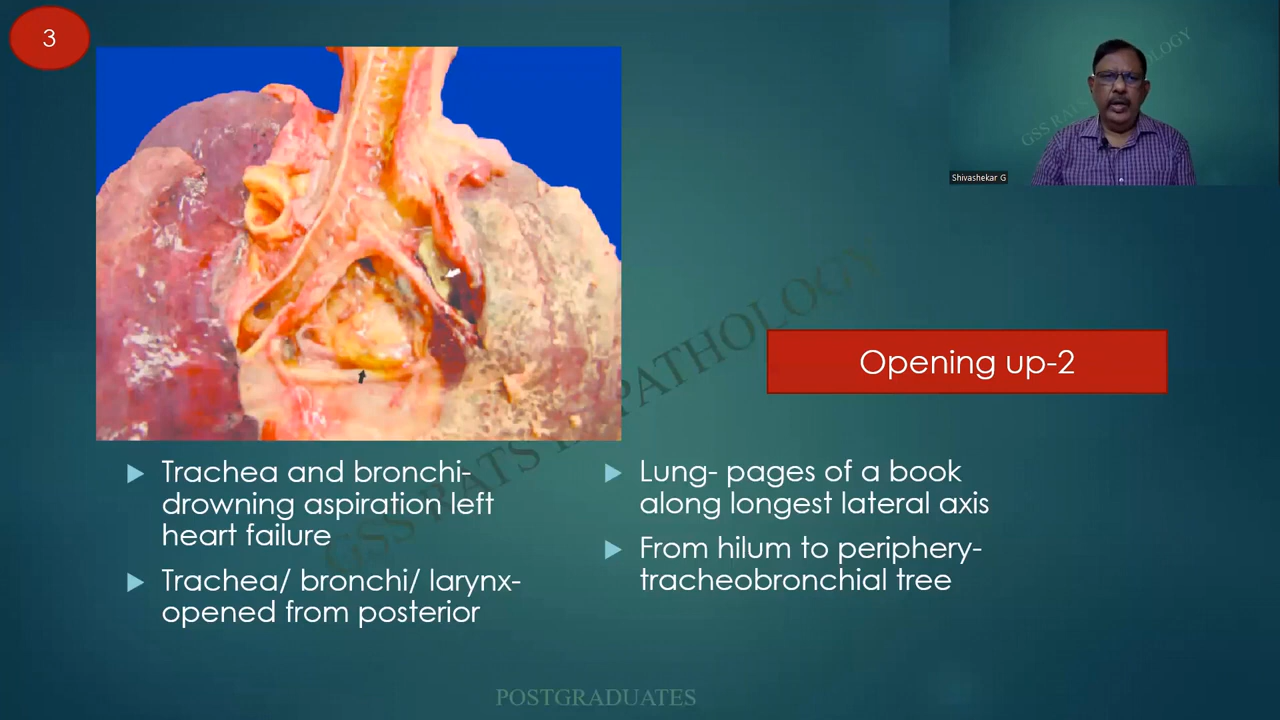 3
Shivashekar G
Opening up-2
Trachea and bronchi-
drowning aspiration left
heart failure
Trachea/ bronchi/ larynx-
opened from posterior
Lung- pages of a book
along longest lateral axis
From hilum to periphery-
tracheobronchial tree
POSTGRADUATES